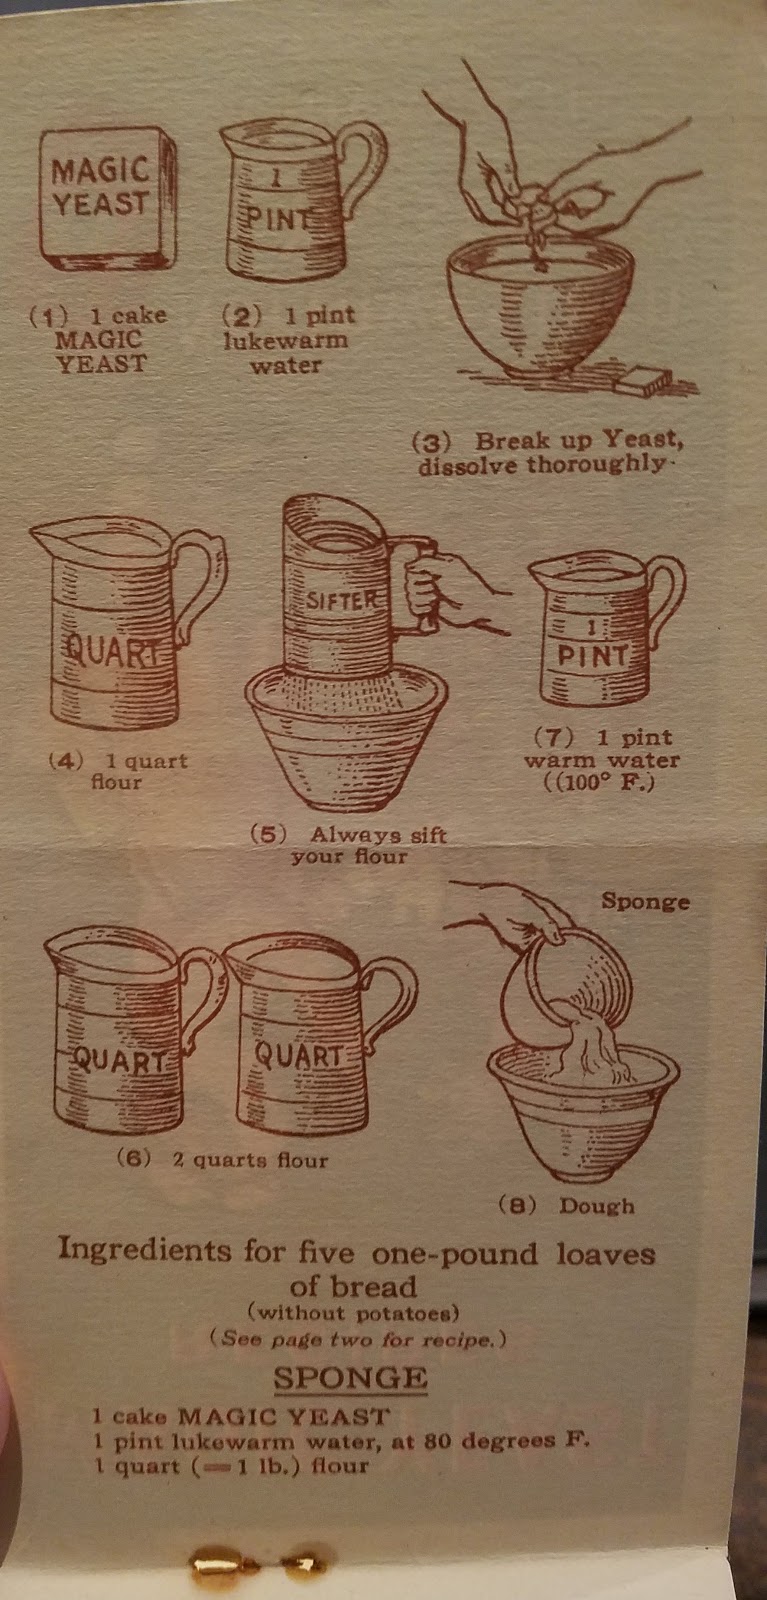 MAGIC
YEAST
1
PINT
(1) 1 cake
MAGIC
YEAST
(2) 1 pint
lukewarm
water
(3) Break up Yeast,
dissolve thoroughly.
QUART
SIFTER
1
PINT
(4) 1 quart
flour
(5) Always sift
your flour
(7) 1 pint
warm water
((100° F.)
QUART
QUART
Sponge
(6) 2 quarts flour
(8) Dough
Ingredients for five one-pound loaves
of bread
(without potatoes)
(See page two for recipe.)
SPONGE
1 cake MAGIC YEAST
1 pint lukewarm water, at 80 degrees F.
1 quart (=1 lb.) flour